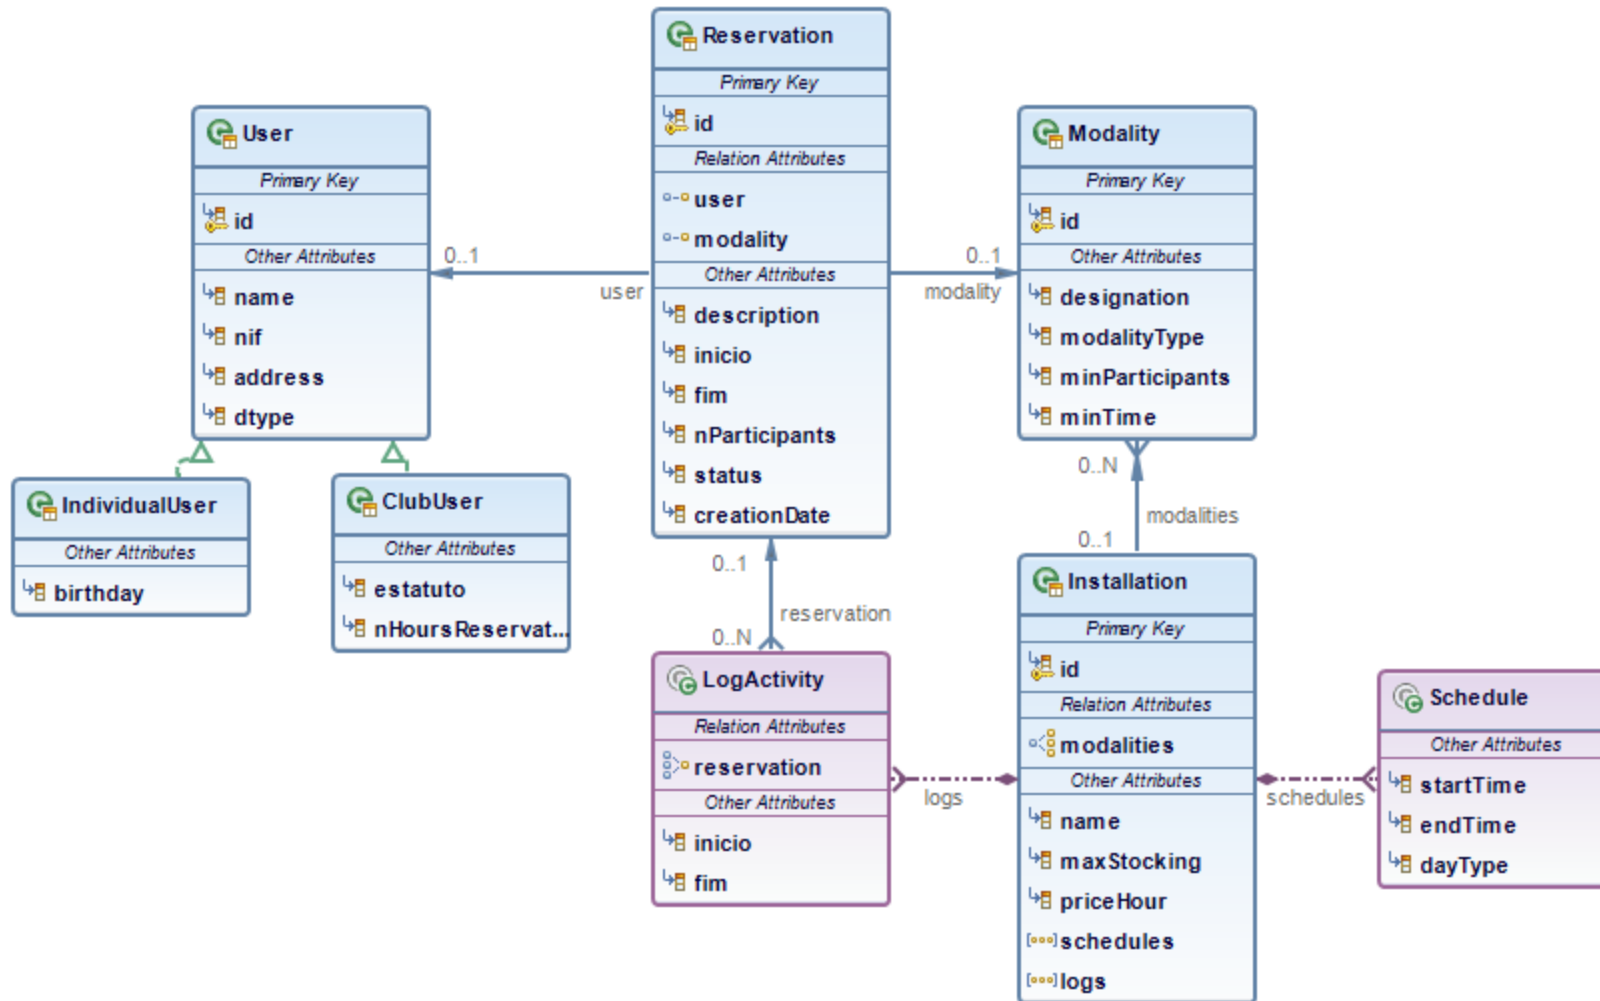 Reservation
Primary Key
id
Relation Attributes
user
modality
Other Attributes
description
inicio
fim
nParticipants
status
creationDate
User
Primary Key
id
Other Attributes
name
nif
address
dtype
0..1
user
0..1
modality
Modality
Primary Key
id
Other Attributes
designation
modalityType
minParticipants
minTime
IndividualUser
Other Attributes
birthday
ClubUser
Other Attributes
estatuto
nHoursReservat...
0..1
reservation
0..N
0..N
modalities
0..1
LogActivity
Relation Attributes
reservation
Other Attributes
inicio
fim
logs
Installation
Primary Key
id
Relation Attributes
modalities
Other Attributes
name
maxStocking
priceHour
schedules
logs
schedules
Schedule
Other Attributes
startTime
endTime
dayType